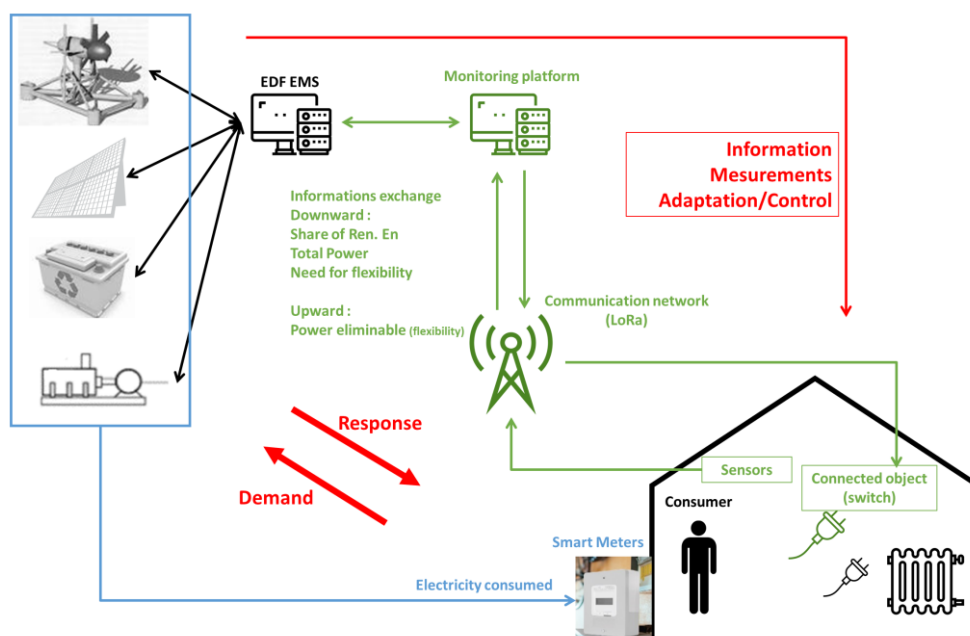 EDF EMS
Monitoring platform
Information
Mesurements
Adaptation/Control
Informations exchange
Downward :
Share of Ren. En
Total Power
Need for flexibility
Upward :
Power eliminable (flexibility)
Communication network
(LoRa)
Response
Demand
Sensors
Connected object
(switch)
Consumer
Smart Meters
Electricity consumed